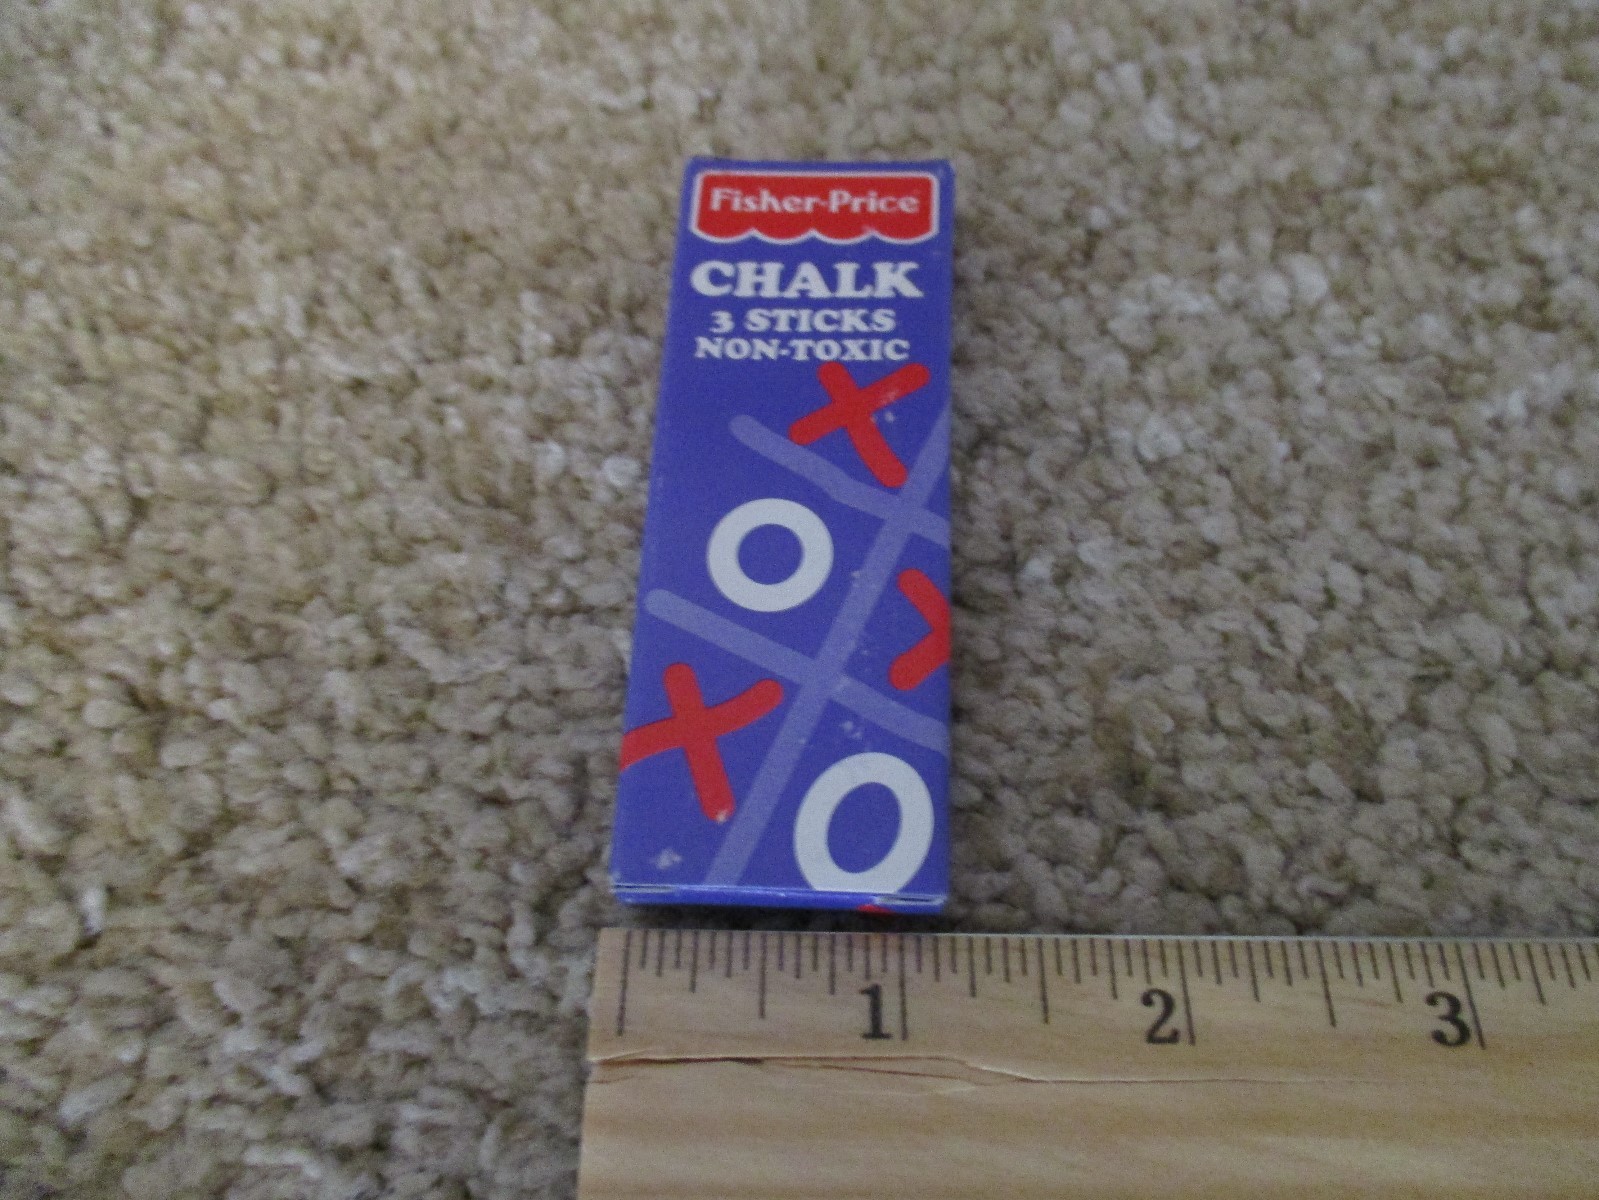 Fisher-Price
CHALK
3 STICKS
NON-TOXIC
1 2 3